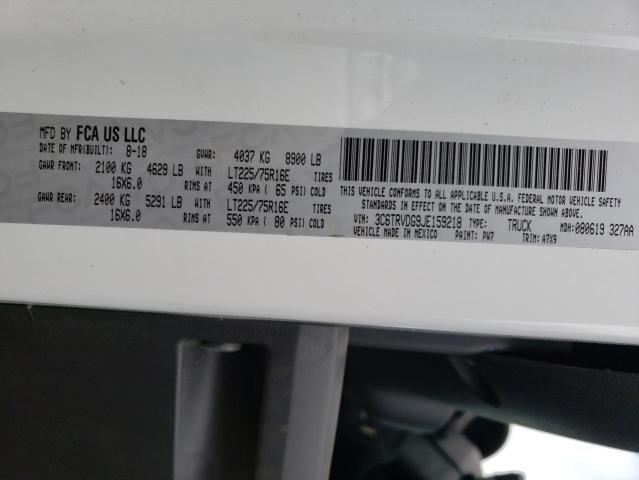 MFD BY FCA US LLC
DATE OF MFR(BUILT): 8-18 GVWR: 4037 KG 8900 LB
GAWR FRONT: 2100 KG 4629 LB LT225/75R16E TIRES
16X6.0 RIMS AT 450 KPA ( 65 PSI) COLD
GAWR REAR: 2400 KG 5291 LB LT225/75R16E TIRES
16X6.0 RIMS AT 550 KPA ( 80 PSI) COLD
THIS VEHICLE CONFORMS TO ALL APPLICABLE U.S.A. FEDERAL MOTOR VEHICLE SAFETY
STANDARDS IN EFFECT ON THE DATE OF MANUFACTURE SHOWN ABOVE.
VIN: 3C6TRVDG9JE159218 TYPE: TRUCK MDH: 080619 327AA
VEHICLE MADE IN MEXICO PAINT: PW7 TRIM: A7X9